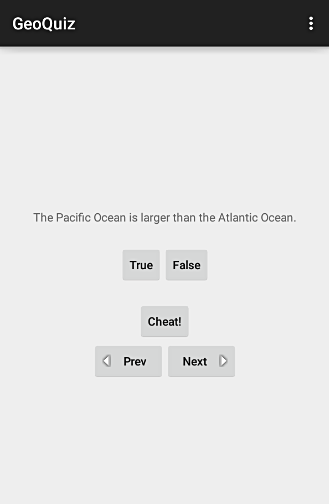 GeoQuiz
The Pacific Ocean is larger than the Atlantic Ocean.
True False
Cheat!
Prev Next